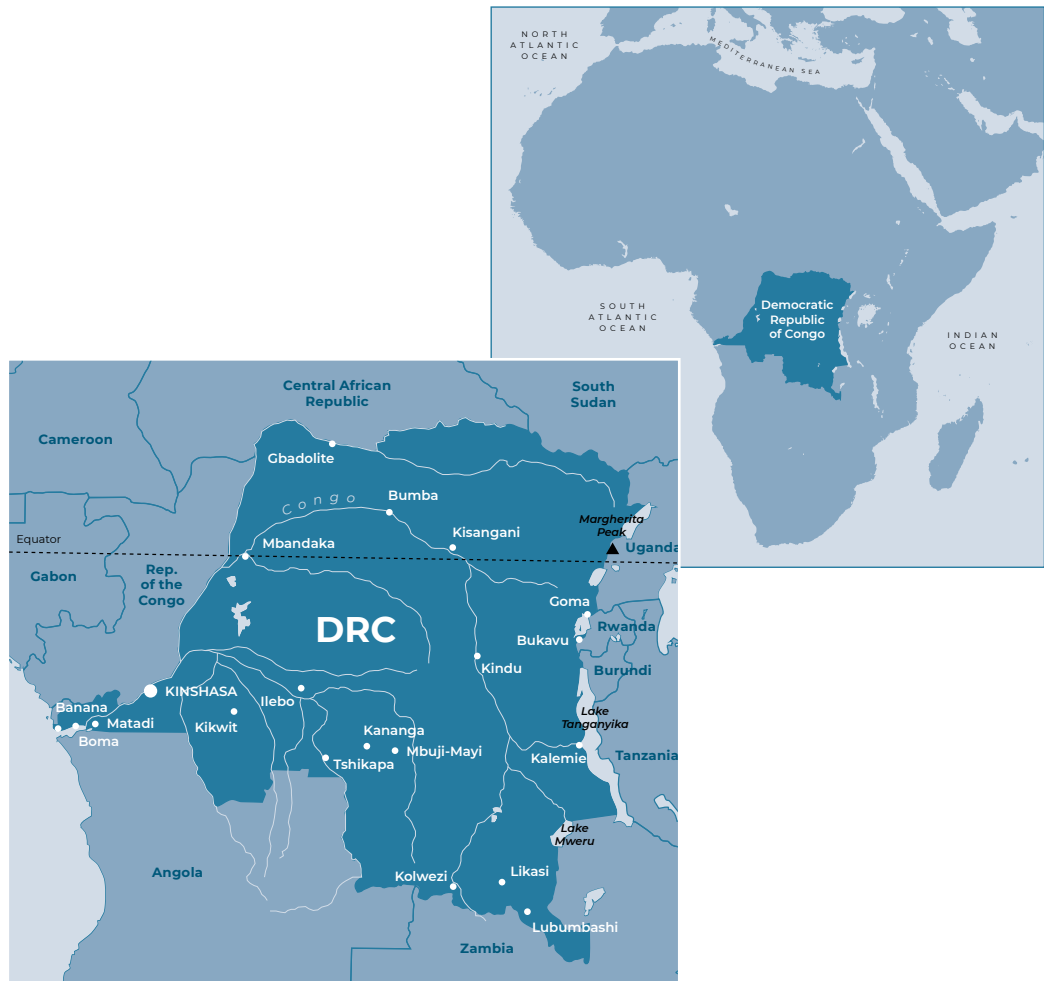 NORTH
ATLANTIC
OCEAN
MEDITERRANEAN SEA
Democratic
Republic
of Congo
SOUTH
ATLANTIC
OCEAN
INDIAN
OCEAN
Central African
Republic
South
Sudan
Cameroon
Gbadolite
Congo
Bumba
Margherita
Peak
Kisangani
Equator
Mbandaka
Uganda
Gabon
Rep.
of the
Congo
Goma
DRC
Rwanda
Bukavu
Kindu
Burundi
KINSHASA
Ilebo
Banana
Lake
Tanganyika
Matadi
Kikwit
Kananga
Boma
Mbuji-Mayi
Tshikapa
Kalemie
Tanzania
Lake
Mweru
Angola
Kolwezi
Likasi
Lubumbashi
Zambia